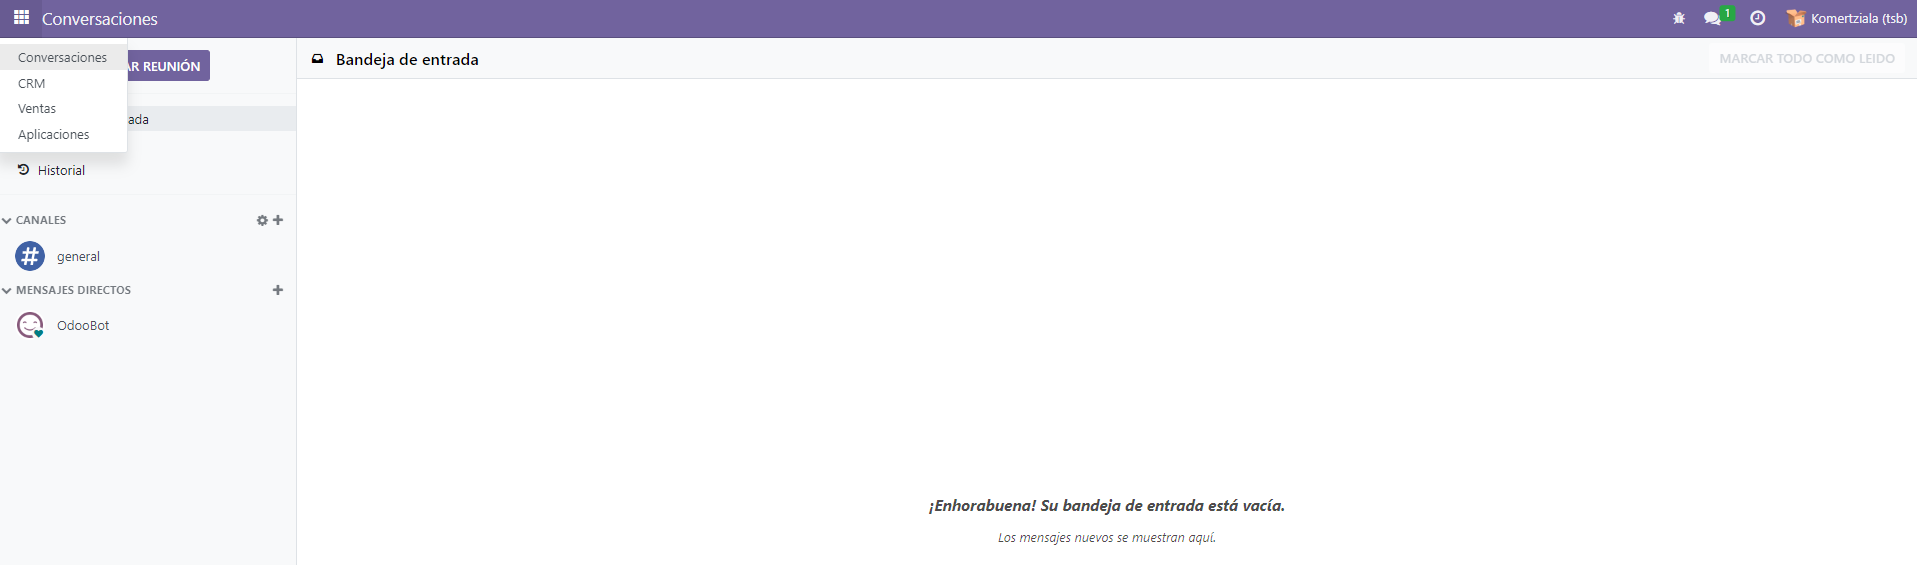 Conversaciones
1
Komertziala (tsb)
Conversaciones
CRM
Ventas
Aplicaciones
AR REUNIÓN
ada
Historial
CANALES
general
MENSAJES DIRECTOS
OdooBot
Bandeja de entrada
MARCAR TODO COMO LEIDO
¡Enhorabuena! Su bandeja de entrada está vacía.
Los mensajes nuevos se muestran aquí.